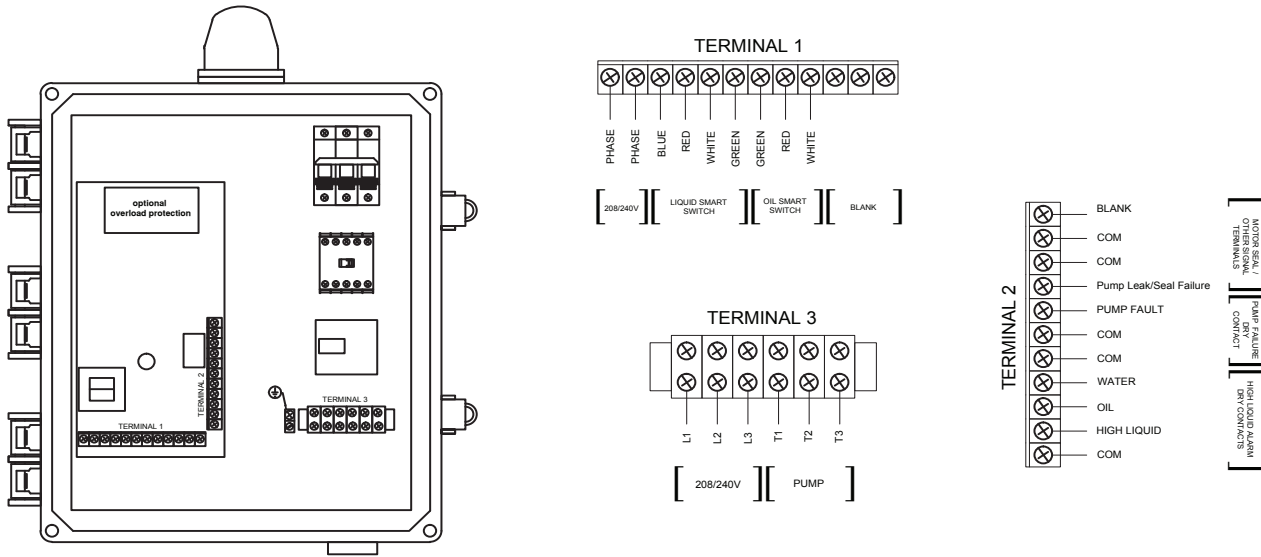 optional
overload protection
TERMINAL 2
TERMINAL 1
TERMINAL 3
TERMINAL 1
PHASE
PHASE
BLUE
RED
WHITE
GREEN
GREEN
RED
WHITE
208/240V
LIQUID SMART
SWITCH
OIL SMART
SWITCH
BLANK
TERMINAL 3
L1
L2
L3
T1
T2
T3
208/240V
PUMP
TERMINAL 2
BLANK
COM
COM
Pump Leak/Seal Failure
PUMP FAULT
COM
COM
WATER
OIL
HIGH LIQUID
COM
MOTOR SEAL /
OTHER SIGNAL
TERMINALS
PUMP FAILURE
DRY
CONTACT
HIGH LIQUID ALARM
DRY CONTACTS